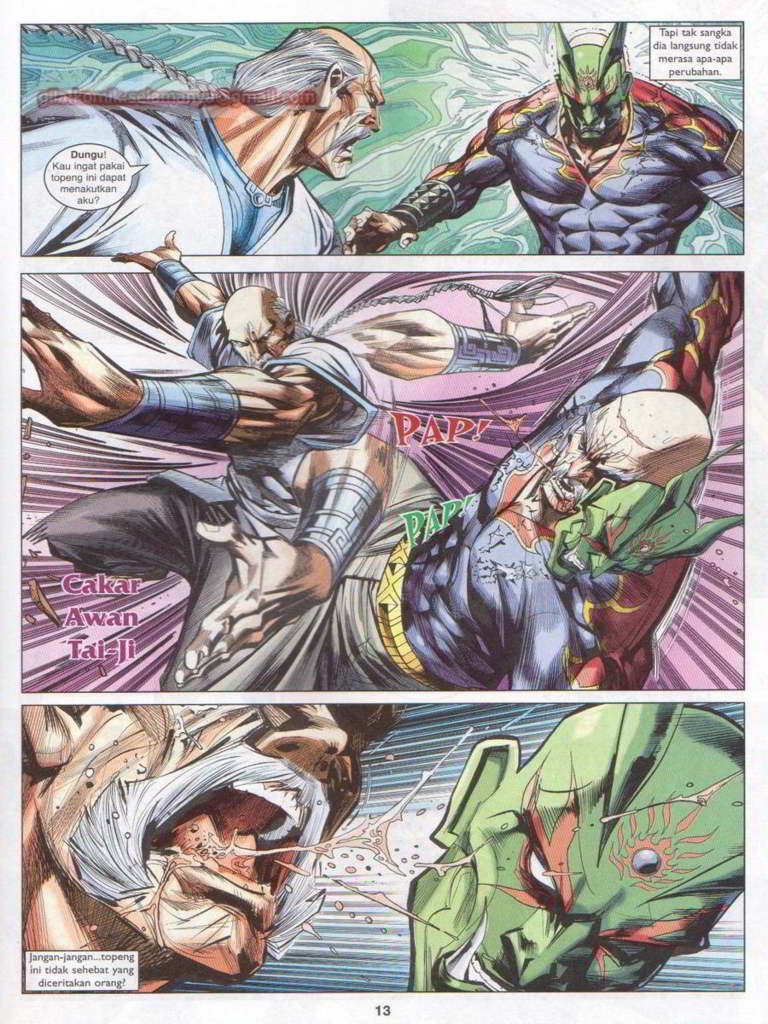 Tapi tak sangka
dia langsung tidak
merasa apa-apa
perubahan.
Dungu!
Kau ingat pakai
topeng ini dapat
menakutkan
aku?
PAP!
PAP!
Cakar
Awan
Tai-Ji
Jangan-jangan...topeng
ini tidak sehebat yang
diceritakan orang?
13